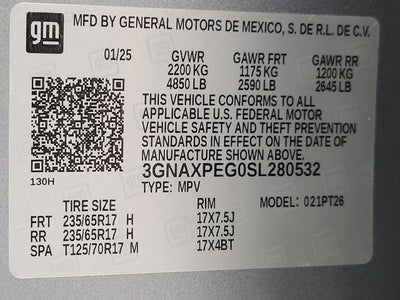 gm
MFD BY GENERAL MOTORS DE MEXICO, S. DE R.L. DE C.V.
01/25 GVWR GAWR FRT GAWR RR
2200 KG 1175 KG 1200 KG
4850 LB 2590 LB 2645 LB
THIS VEHICLE CONFORMS TO ALL
APPLICABLE U.S. FEDERAL MOTOR
VEHICLE SAFETY AND THEFT PREVENTION
STANDARDS IN EFFECT ON THE DATE OF
MANUFACTURE SHOWN ABOVE.
130H
3GNAXPEG0SL280532
TYPE: MPV
TIRE SIZE RIM MODEL: 021PT26
FRT 235/65R17 H 17X7.5J
RR 235/65R17 H 17X7.5J
SPA T125/70R17 M 17X4BT